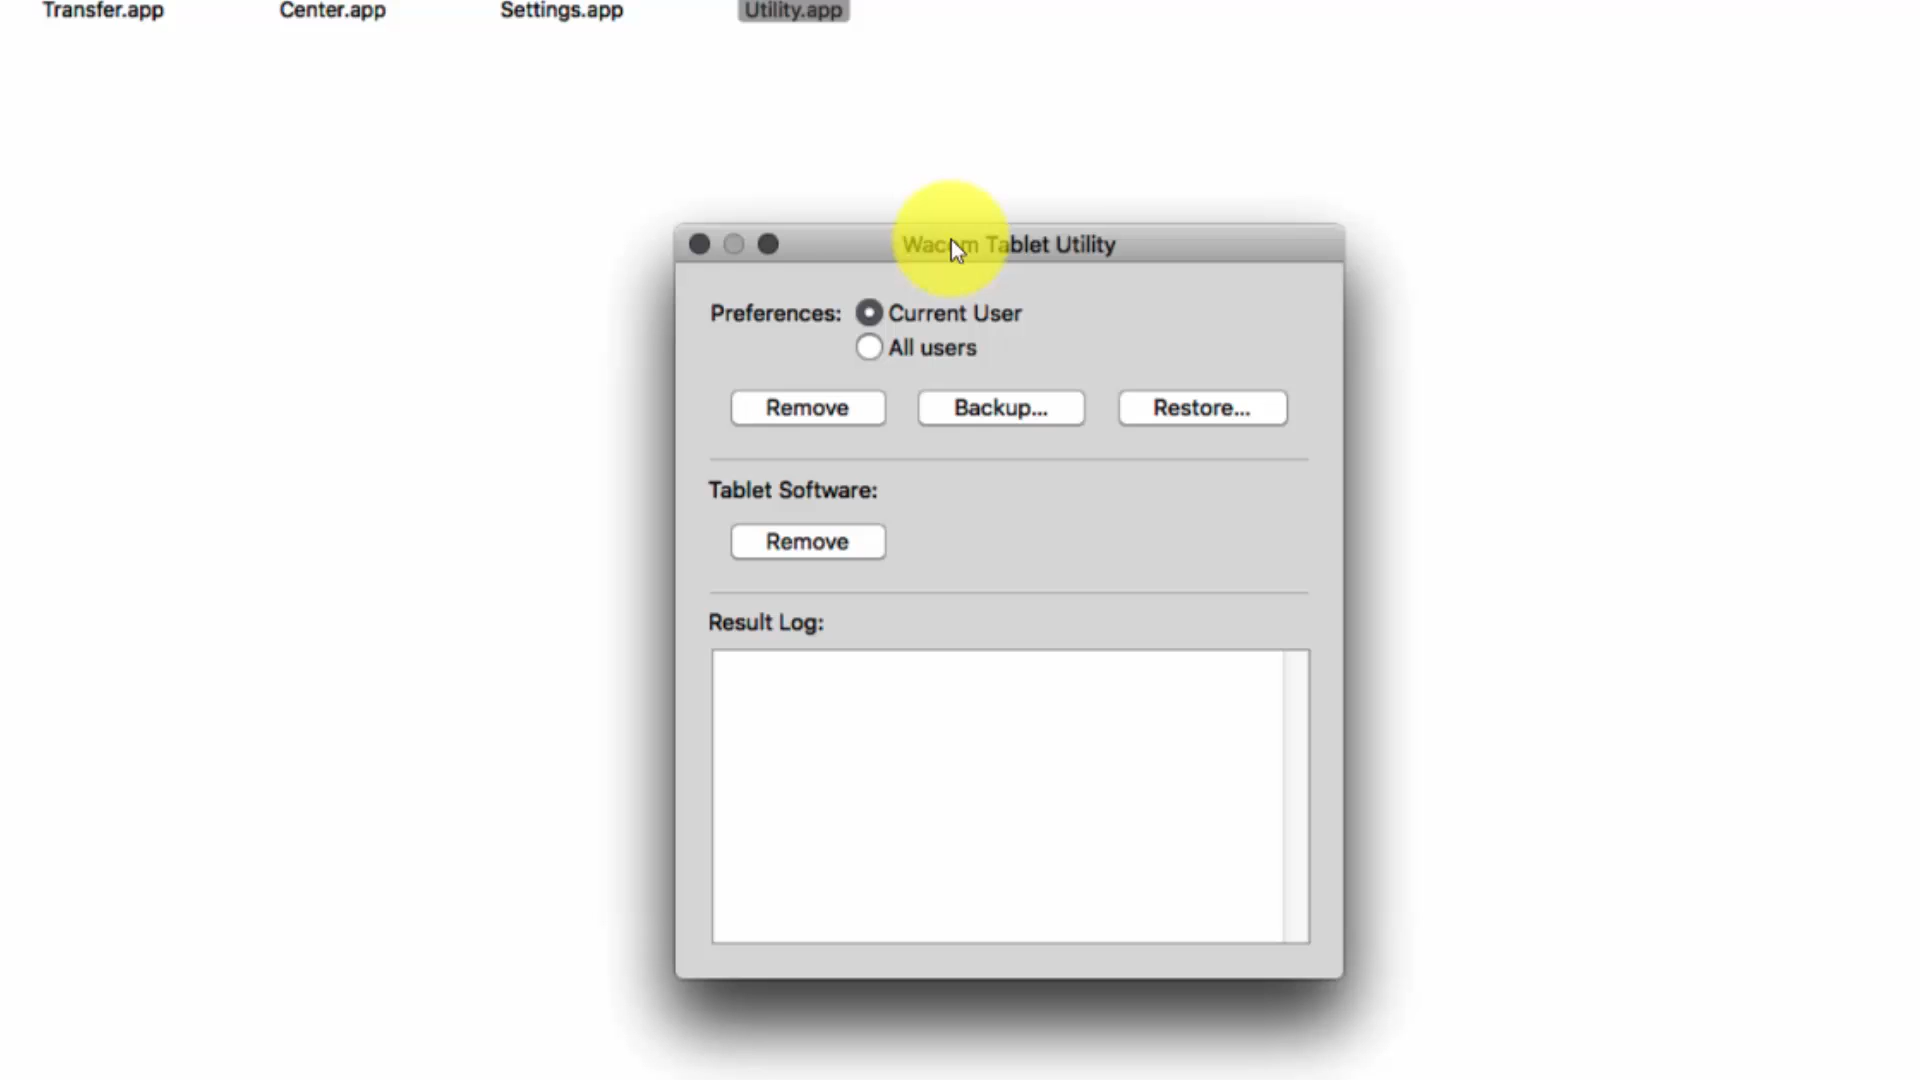 Transfer.app Center.app Settings.app Utility.app
Wacom Tablet Utility
Preferences: Current User
All users
Remove Backup... Restore...
Tablet Software:
Remove
Result Log: